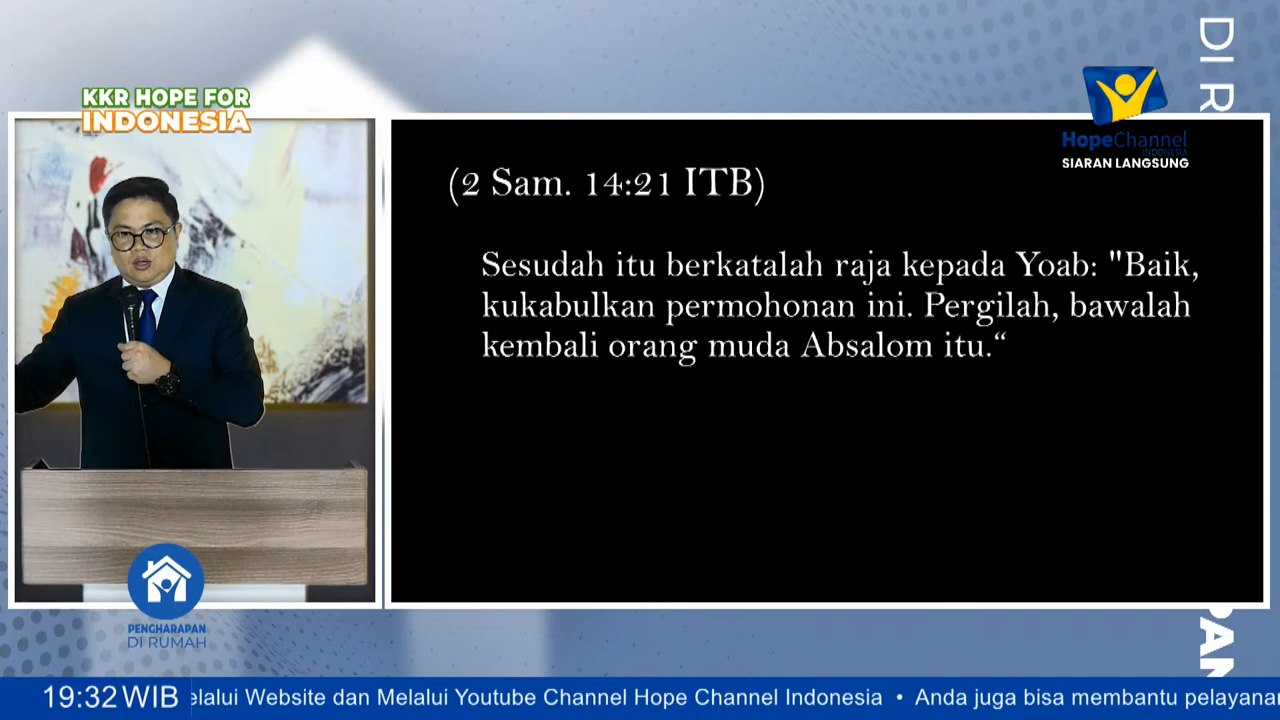 DI R
KKR HOPE FOR
INDONESIA
HopeChannel
INDONESIA
SIARAN LANGSUNG
(2 Sam. 14:21 ITB)
Sesudah itu berkatalah raja kepada Yoab: "Baik,
kukabulkan permohonan ini. Pergilah, bawalah
kembali orang muda Absalom itu.“
PENGHARAPAN
DI RUMAH
PAN
19:32 WIB elalui Website dan Melalui Youtube Channel Hope Channel Indonesia • Anda juga bisa membantu pelayanan